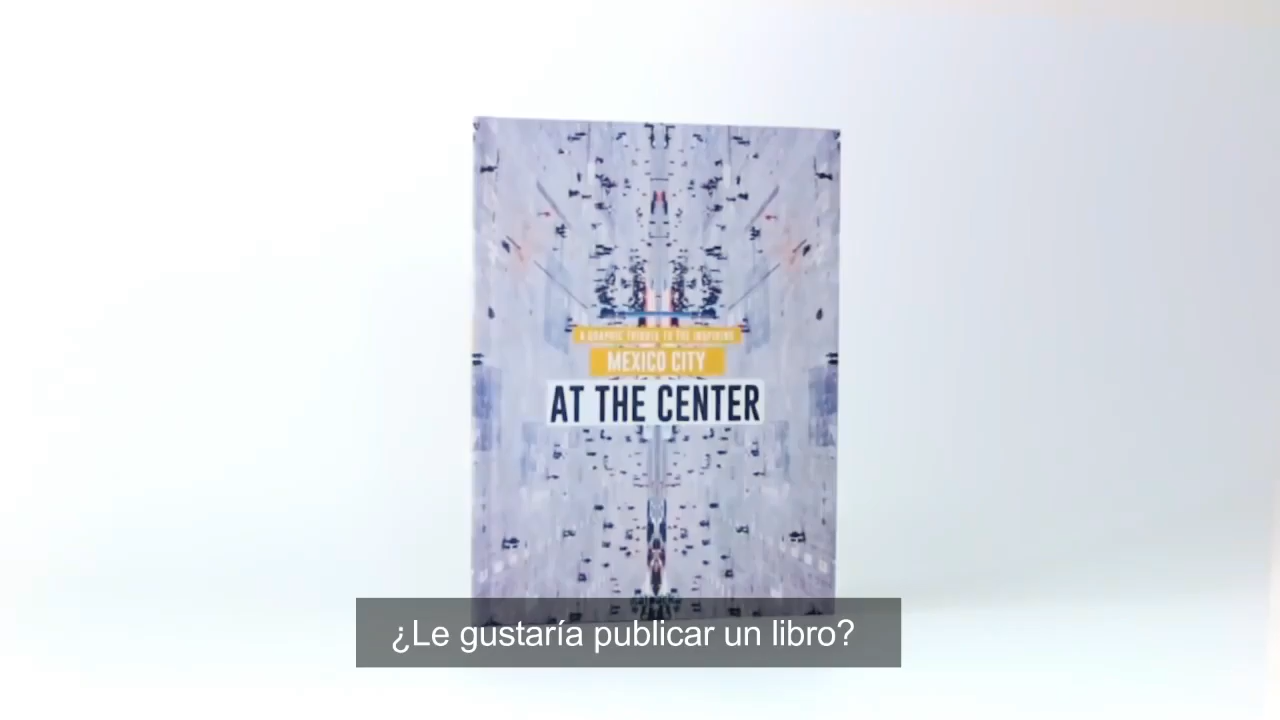 A GRAPHIC TRIBUTE TO THE INSPIRING
MEXICO CITY
AT THE CENTER
¿Le gustaría publicar un libro?